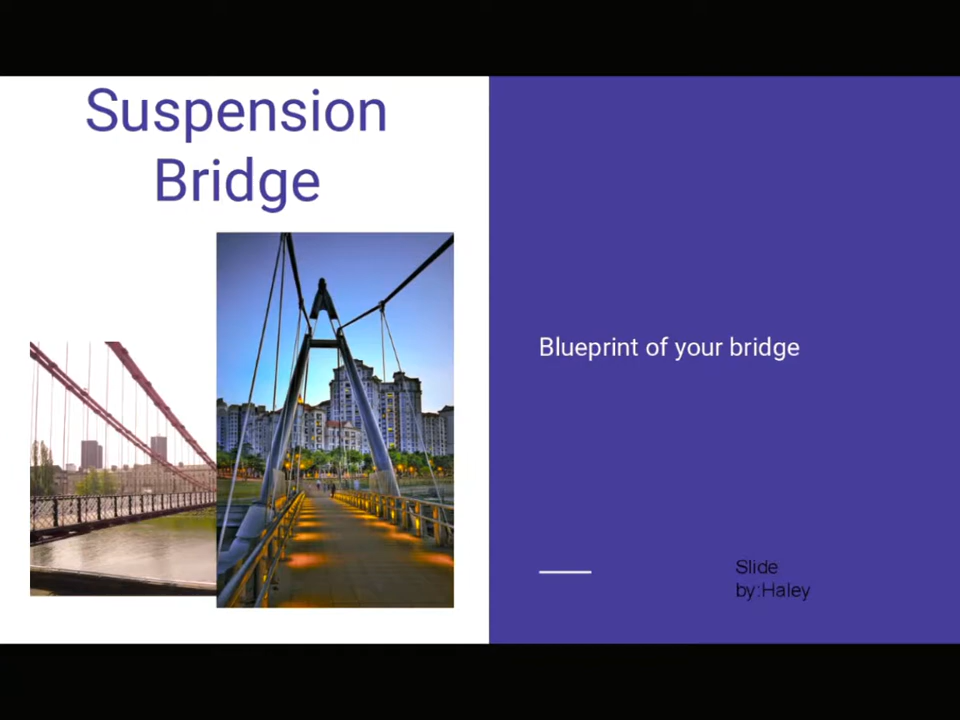 Suspension
Bridge
Blueprint of your bridge
Slide
by:Haley